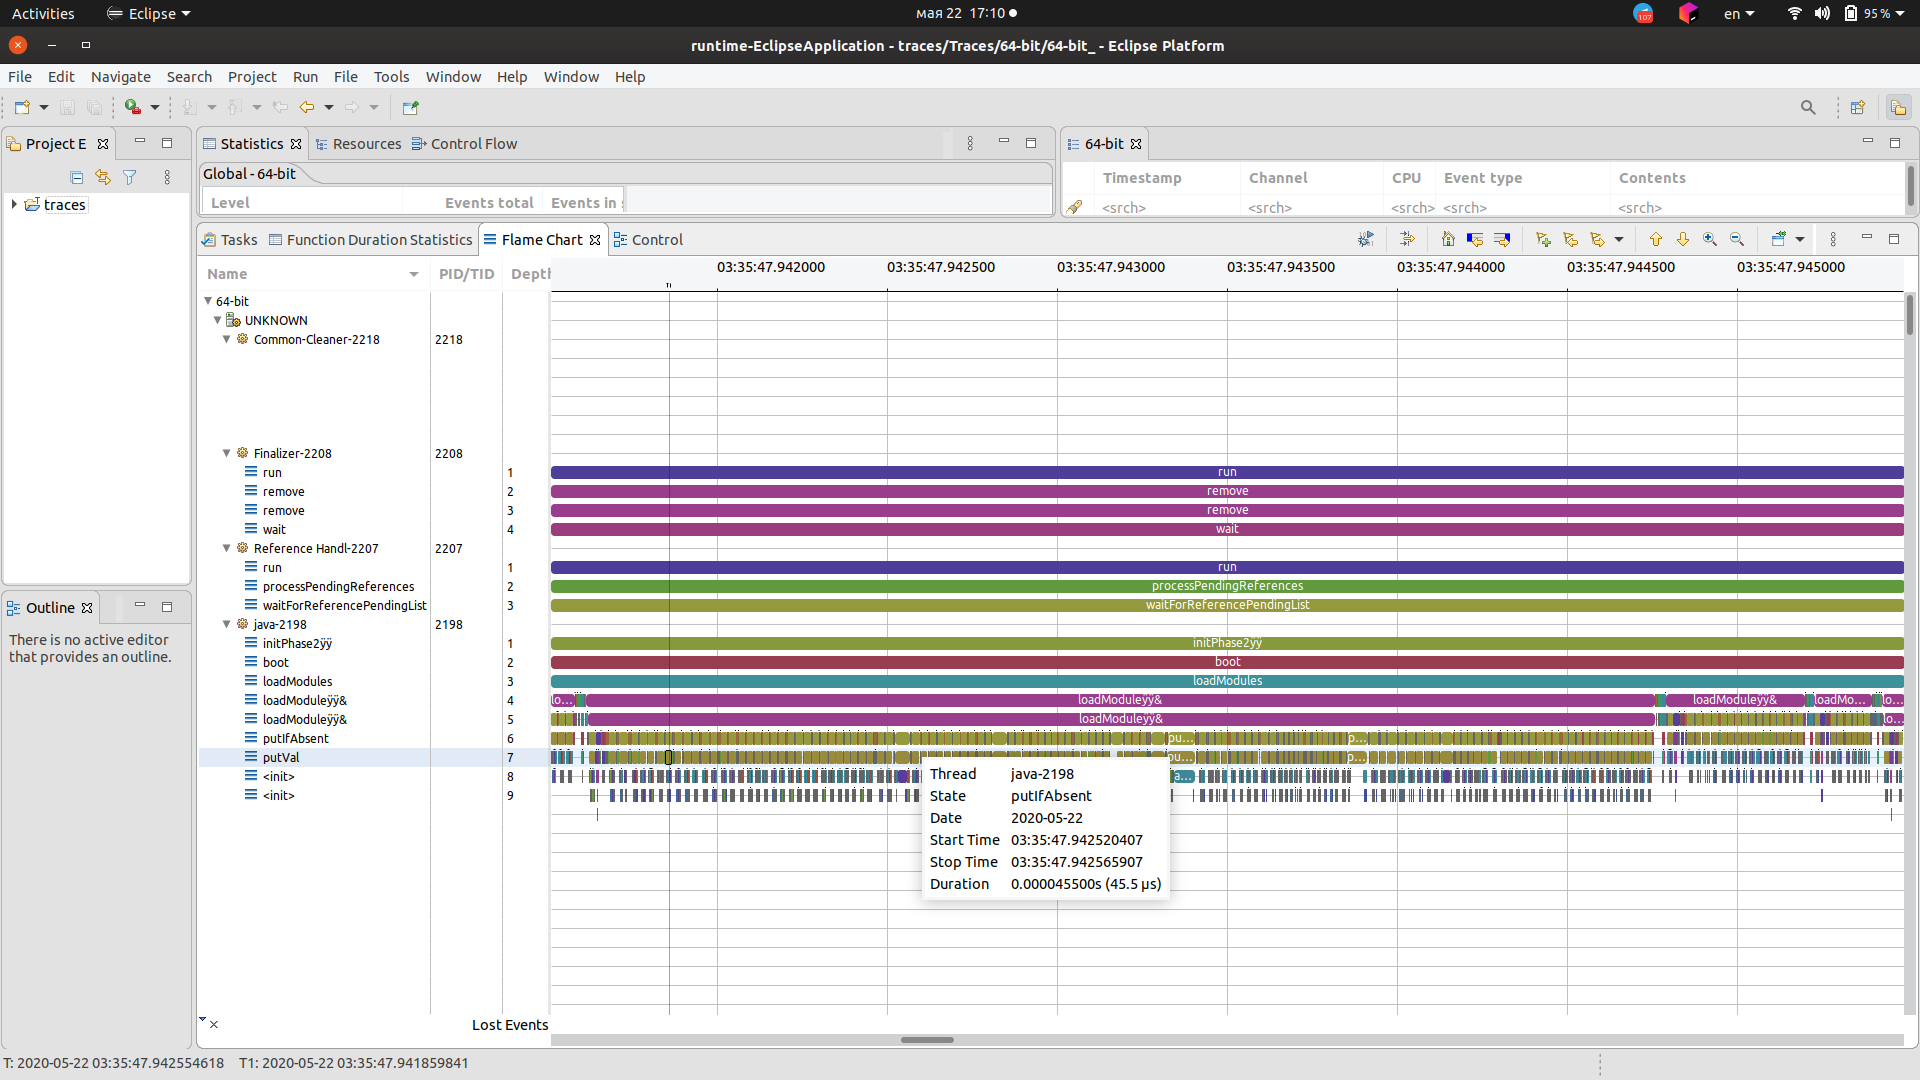 Activities Eclipse мая 22 17:10 107 en 95 %
runtime-EclipseApplication - traces/Traces/64-bit/64-bit_ - Eclipse Platform
File Edit Navigate Search Project Run File Tools Window Help Window Help
Project E Statistics Resources Control Flow 64-bit
Global - 64-bit
Level Events total Events in
Timestamp Channel CPU Event type Contents
<srch> <srch> <srch> <srch> <srch>
traces
Tasks Function Duration Statistics Flame Chart Control
Name PID/TID Depth
03:35:47.942000 03:35:47.942500 03:35:47.943000 03:35:47.943500 03:35:47.944000 03:35:47.944500 03:35:47.945000
64-bit
UNKNOWN
Common-Cleaner-2218 2218
Finalizer-2208 2208
run 1 run
remove 2 remove
remove 3 remove
wait 4 wait
Reference Handl-2207 2207
run 1 run
processPendingReferences 2 processPendingReferences
waitForReferencePendingList 3 waitForReferencePendingList
java-2198 2198
initPhase2ÿÿ 1 initPhase2ÿÿ
boot 2 boot
loadModules 3 loadModules
loadModuleÿÿ& 4 lo... loadModuleÿÿ& loadModuleÿÿ& loadMo... lo...
loadModuleÿÿ& 5 loadModuleÿÿ& lo...
putIfAbsent 6 pu... p...
putVal 7 pu... p...
<init> 8 a...
<init> 9
Thread java-2198
State putIfAbsent
Date 2020-05-22
Start Time 03:35:47.942520407
Stop Time 03:35:47.942565907
Duration 0.000045500s (45.5 µs)
Outline
There is no active editor
that provides an outline.
Lost Events
T: 2020-05-22 03:35:47.942554618 T1: 2020-05-22 03:35:47.941859841